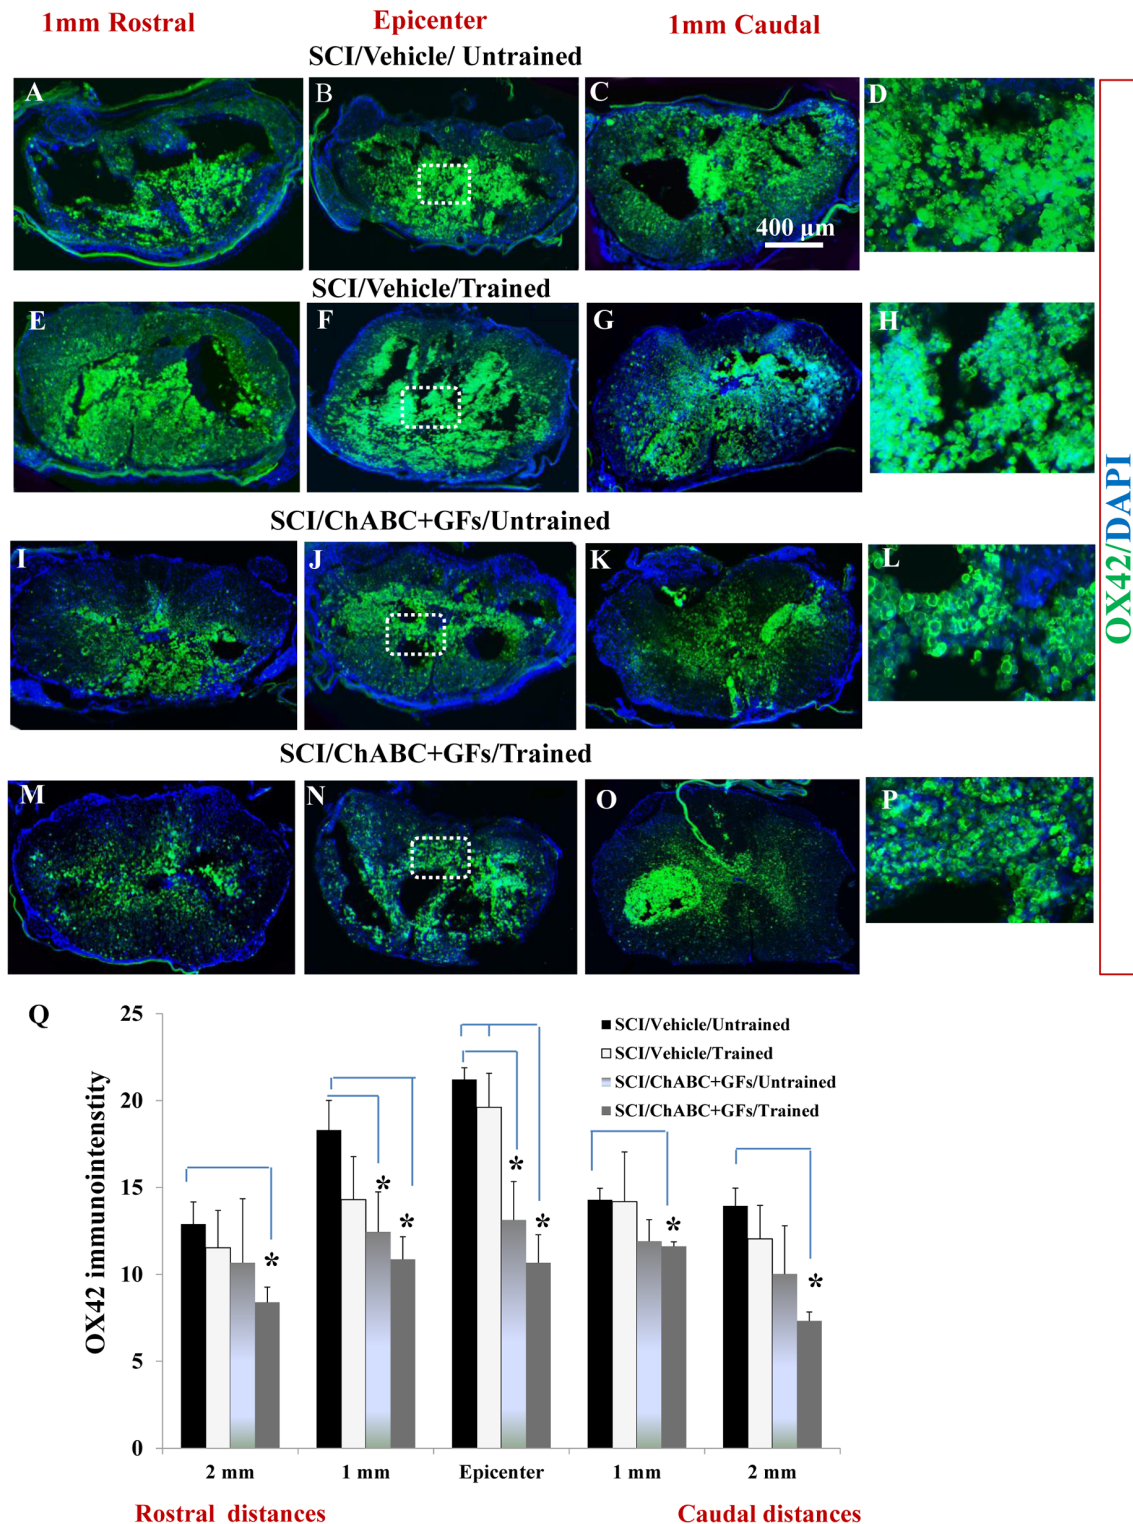 1mm Rostral
Epicenter
1mm Caudal
SCI/Vehicle/ Untrained
A
B
C
D
400 µm
SCI/Vehicle/Trained
E
F
G
H
SCI/ChABC+GFs/Untrained
I
J
K
L
SCI/ChABC+GFs/Trained
M
N
O
P
OX42/DAPI
Q
OX42 immunointenstity
25
20
15
10
5
0
SCI/Vehicle/Untrained
SCI/Vehicle/Trained
SCI/ChABC+GFs/Untrained
SCI/ChABC+GFs/Trained
*
*
*
*
*
*
*
2 mm
1 mm
Epicenter
1 mm
2 mm
Rostral distances
Caudal distances